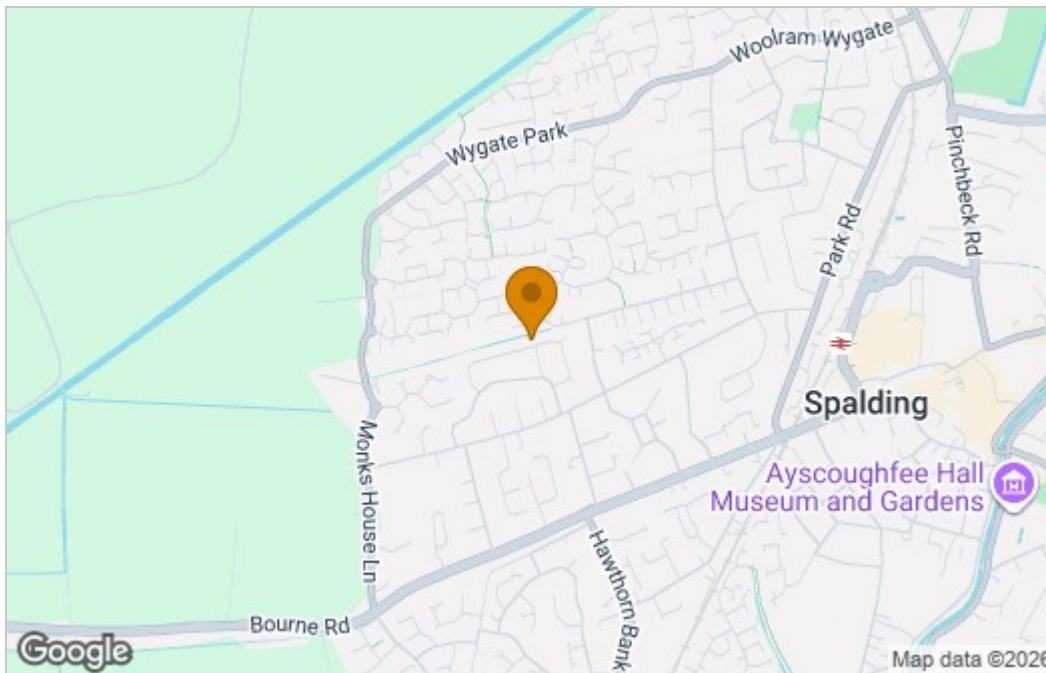 Woolram Wygate
Wygate Park
Pinchbeck Rd
Park Rd
Spalding
Ayscoughfee Hall
Museum and Gardens
Monks House Ln
Hawthorn Bank
Bourne Rd
Google
Map data ©2026